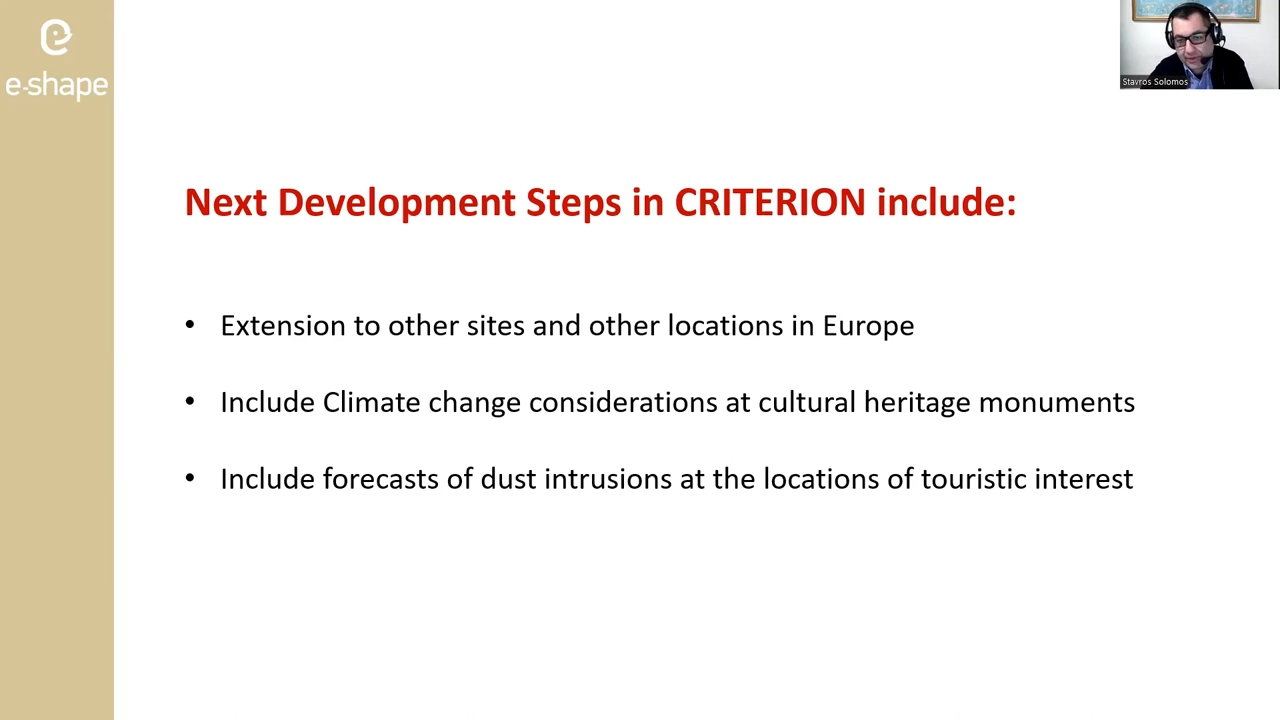 e-shape
Stavros Solomos
Next Development Steps in CRITERION include:
• Extension to other sites and other locations in Europe
• Include Climate change considerations at cultural heritage monuments
• Include forecasts of dust intrusions at the locations of touristic interest